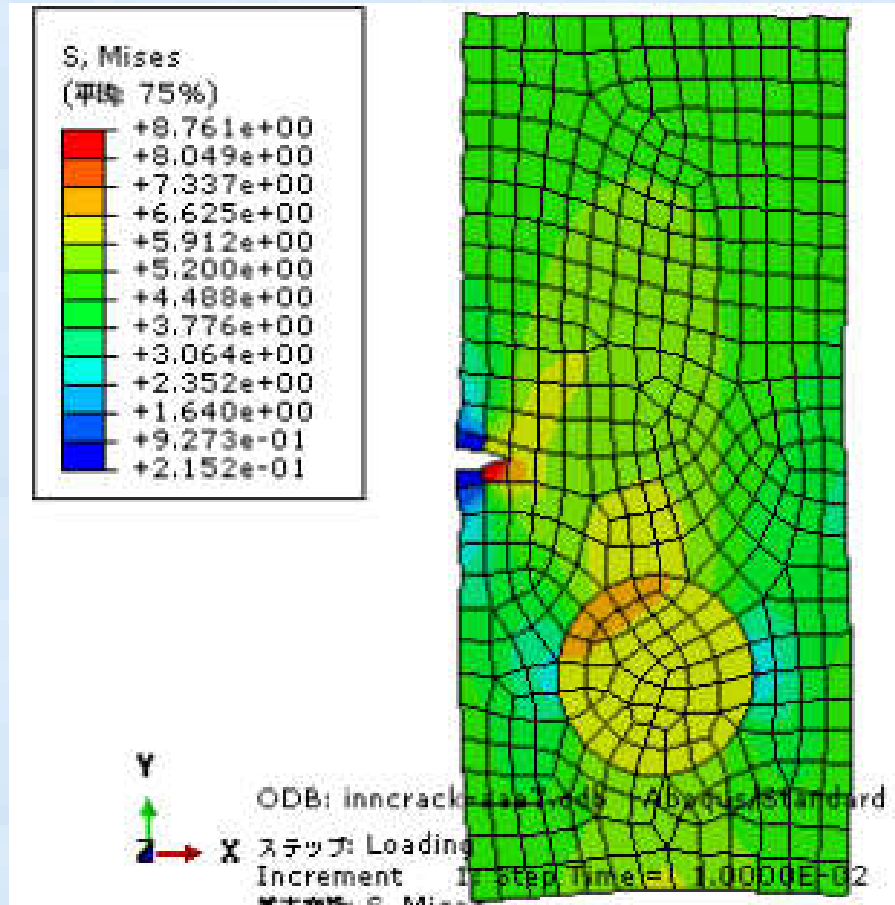 S, Mises
(平均: 75%)
+8.761e+00
+8.049e+00
+7.337e+00
+6.625e+00
+5.912e+00
+5.200e+00
+4.488e+00
+3.776e+00
+3.064e+00
+2.352e+00
+1.640e+00
+9.273e-01
+2.152e-01
Y
X
ODB: Abaqus/Standard
ステップ: Loading
Increment 1: Step Time = 1.0000E-02
S, Mises